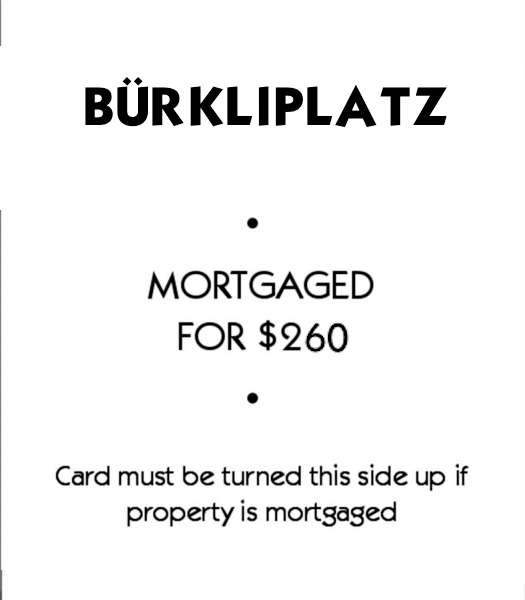 BÜRKLIPLATZ
•
MORTGAGED
FOR $260
•
Card must be turned this side up if
property is mortgaged